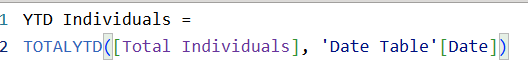 1 YTD Individuals =
2 TOTALYTD([Total Individuals], 'Date Table'[Date])